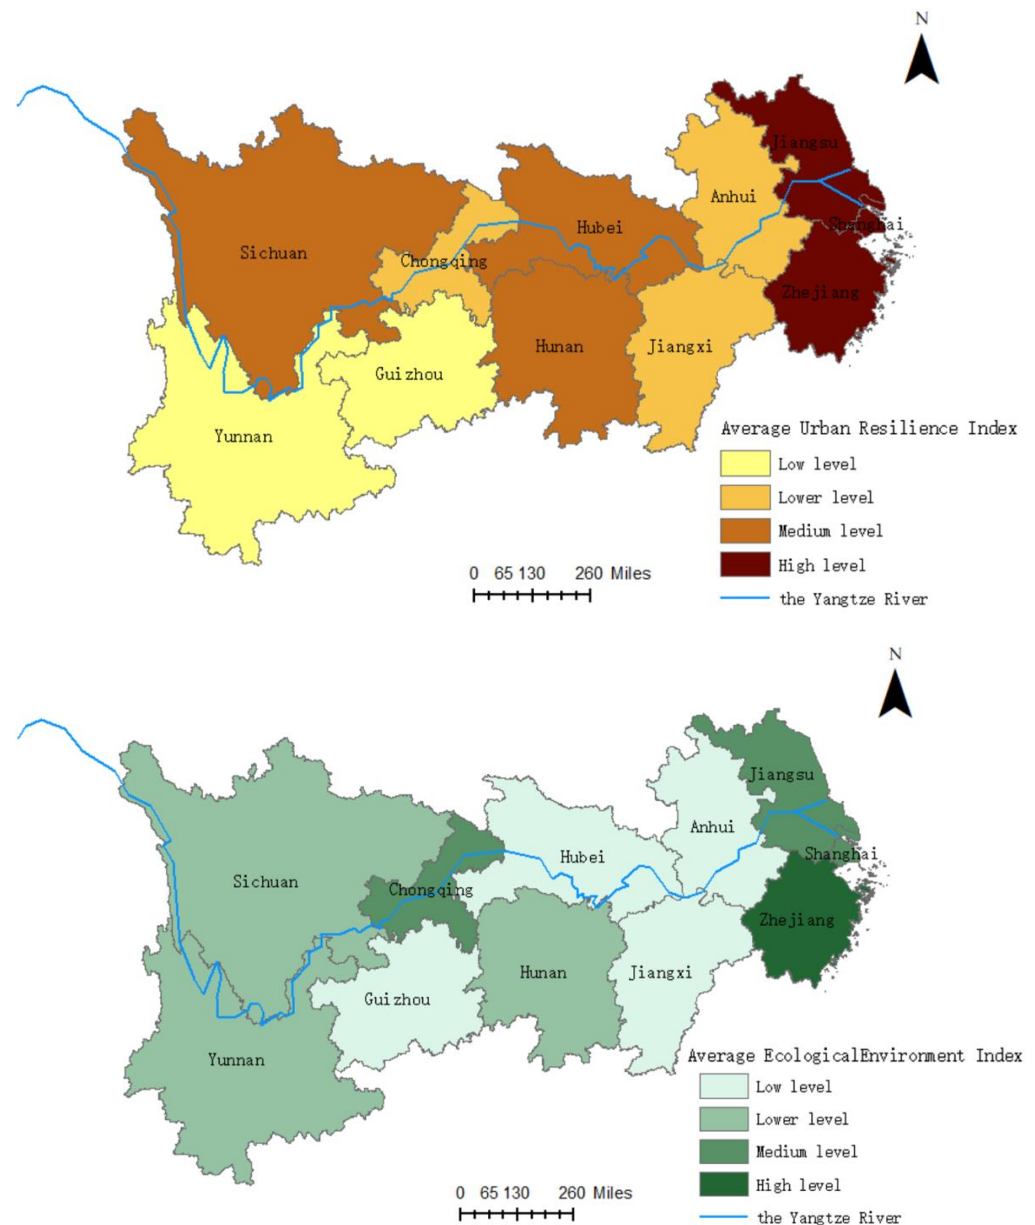 N
Jiangsu
Anhui
Shanghai
Hubei
Sichuan
Chongqing
Zhejiang
Hunan
Jiangxi
Guizhou
Yunnan
Average Urban Resilience Index
Low level
Lower level
Medium level
High level
the Yangtze River
0 65 130 260 Miles
N
Jiangsu
Anhui
Shanghai
Hubei
Sichuan
Chongqing
Zhejiang
Hunan
Jiangxi
Guizhou
Yunnan
Average EcologicalEnvironment Index
Low level
Lower level
Medium level
High level
the Yangtze River
0 65 130 260 Miles